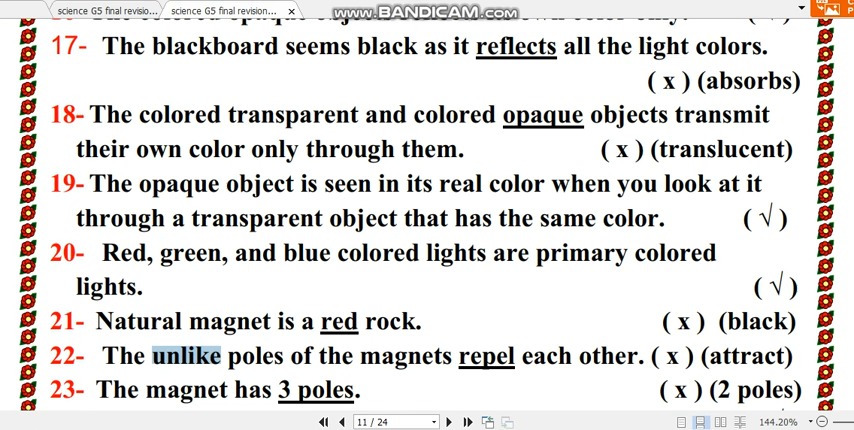 science G5 final revisio...
science G5 final revision...
www.BANDICAM.com
17- The blackboard seems black as it reflects all the light colors.
( x ) (absorbs)
18- The colored transparent and colored opaque objects transmit
their own color only through them. ( x ) (translucent)
19- The opaque object is seen in its real color when you look at it
through a transparent object that has the same color. ( √ )
20- Red, green, and blue colored lights are primary colored
lights. ( √ )
21- Natural magnet is a red rock. ( x ) (black)
22- The unlike poles of the magnets repel each other. ( x ) (attract)
23- The magnet has 3 poles. ( x ) (2 poles)
11 / 24
144.20%